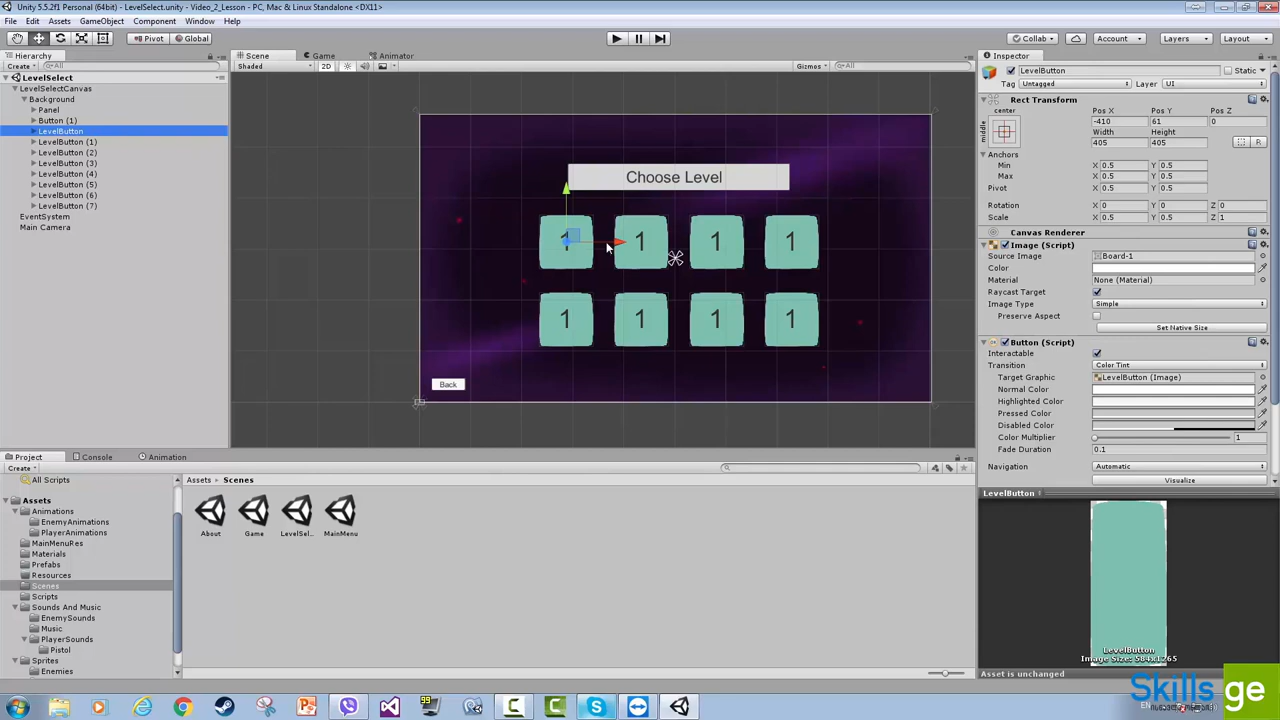 Unity 5.5.2f1 Personal (64bit) - LevelSelect.unity - Video_2_Lesson - PC, Mac & Linux Standalone <DX11>
File Edit Assets GameObject Component Window Help
Pivot Global Collab Account Layers Layout
Hierarchy
Create All
LevelSelect
LevelSelectCanvas
Background
Panel
Button (1)
LevelButton
LevelButton (1)
LevelButton (2)
LevelButton (3)
LevelButton (4)
LevelButton (5)
LevelButton (6)
LevelButton (7)
EventSystem
Main Camera
Scene Game Animator
Shaded 2D Gizmos All
Choose Level
1 1 1 1
1 1 1 1
Back
Inspector
LevelButton Static
Tag Untagged Layer UI
Rect Transform
center Pos X Pos Y Pos Z
middle -410 61 0
Width Height
405 405 R
Anchors
Min X 0.5 Y 0.5
Max X 0.5 Y 0.5
Pivot X 0.5 Y 0.5
Rotation X 0 Y 0 Z 0
Scale X 0.5 Y 0.5 Z 1
Canvas Renderer
Image (Script)
Source Image Board-1
Color
Material None (Material)
Raycast Target
Image Type Simple
Preserve Aspect
Set Native Size
Button (Script)
Interactable
Transition Color Tint
Target Graphic LevelButton (Image)
Normal Color
Highlighted Color
Pressed Color
Disabled Color
Color Multiplier 1
Fade Duration 0.1
Navigation Automatic
Visualize
LevelButton
LevelButton
Image Size: 584x1265
Asset is unchanged
Project Console Animation
Create
All Scripts
Assets
Animations
EnemyAnimations
PlayerAnimations
MainMenuRes
Materials
Prefabs
Resources
Scenes
Scripts
Sounds And Music
EnemySounds
Music
PlayerSounds
Pistol
Sprites
Enemies
Assets Scenes
About Game LevelSel... MainMenu
99
Skills ge